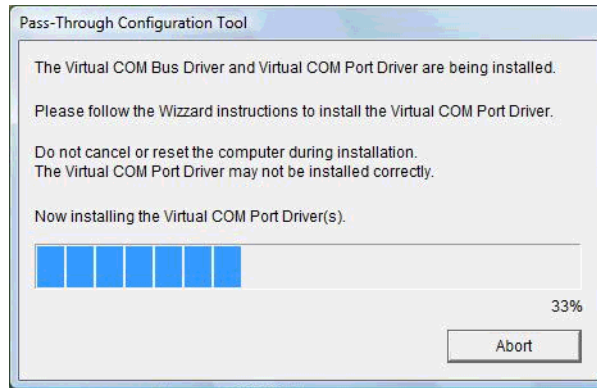 Pass-Through Configuration Tool
The Virtual COM Bus Driver and Virtual COM Port Driver are being installed.
Please follow the Wizzard instructions to install the Virtual COM Port Driver.
Do not cancel or reset the computer during installation.
The Virtual COM Port Driver may not be installed correctly.
Now installing the Virtual COM Port Driver(s).
33%
Abort